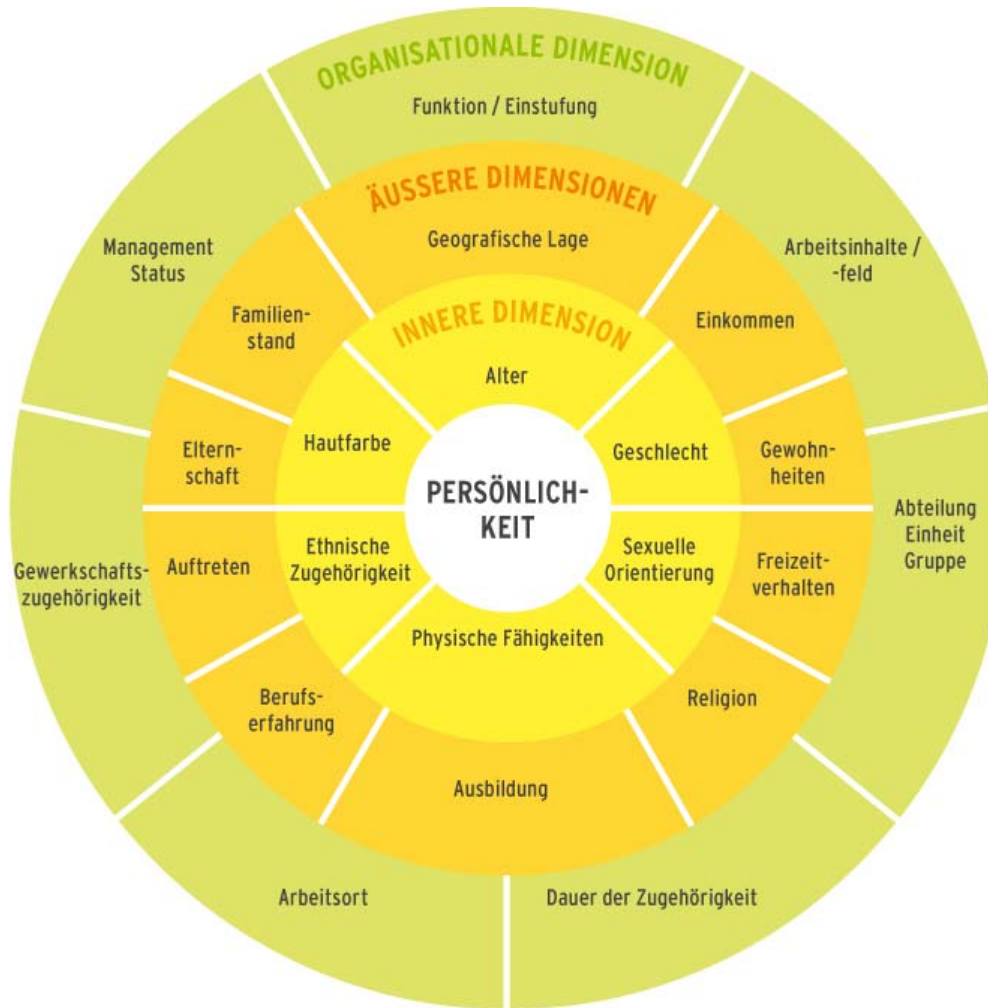 ORGANISATIONALE DIMENSION
Funktion / Einstufung
ÄUSSERE DIMENSIONEN
Geografische Lage
Management
Status
Arbeitsinhalte /
-feld
Familien-
stand
INNERE DIMENSION
Einkommen
Alter
Hautfarbe
Geschlecht
Eltern-
schaft
Gewohn-
heiten
PERSÖNLICH-
KEIT
Abteilung
Einheit
Gruppe
Gewerkschafts-
zugehörigkeit
Auftreten
Ethnische
Zugehörigkeit
Sexuelle
Orientierung
Freizeit-
verhalten
Physische Fähigkeiten
Berufs-
erfahrung
Religion
Ausbildung
Arbeitsort
Dauer der Zugehörigkeit